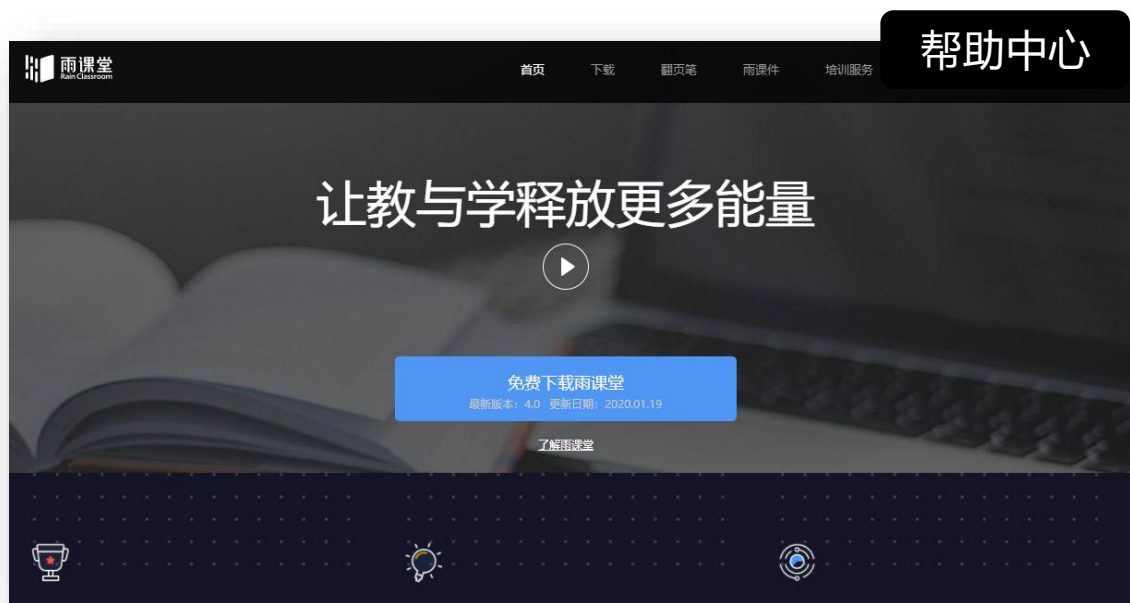 雨课堂
Rain Classroom
首页 下载 翻页笔 雨课件 培训服务 帮助中心
让教与学释放更多能量
免费下载雨课堂
最新版本：4.0 更新日期：2020.01.19
了解雨课堂